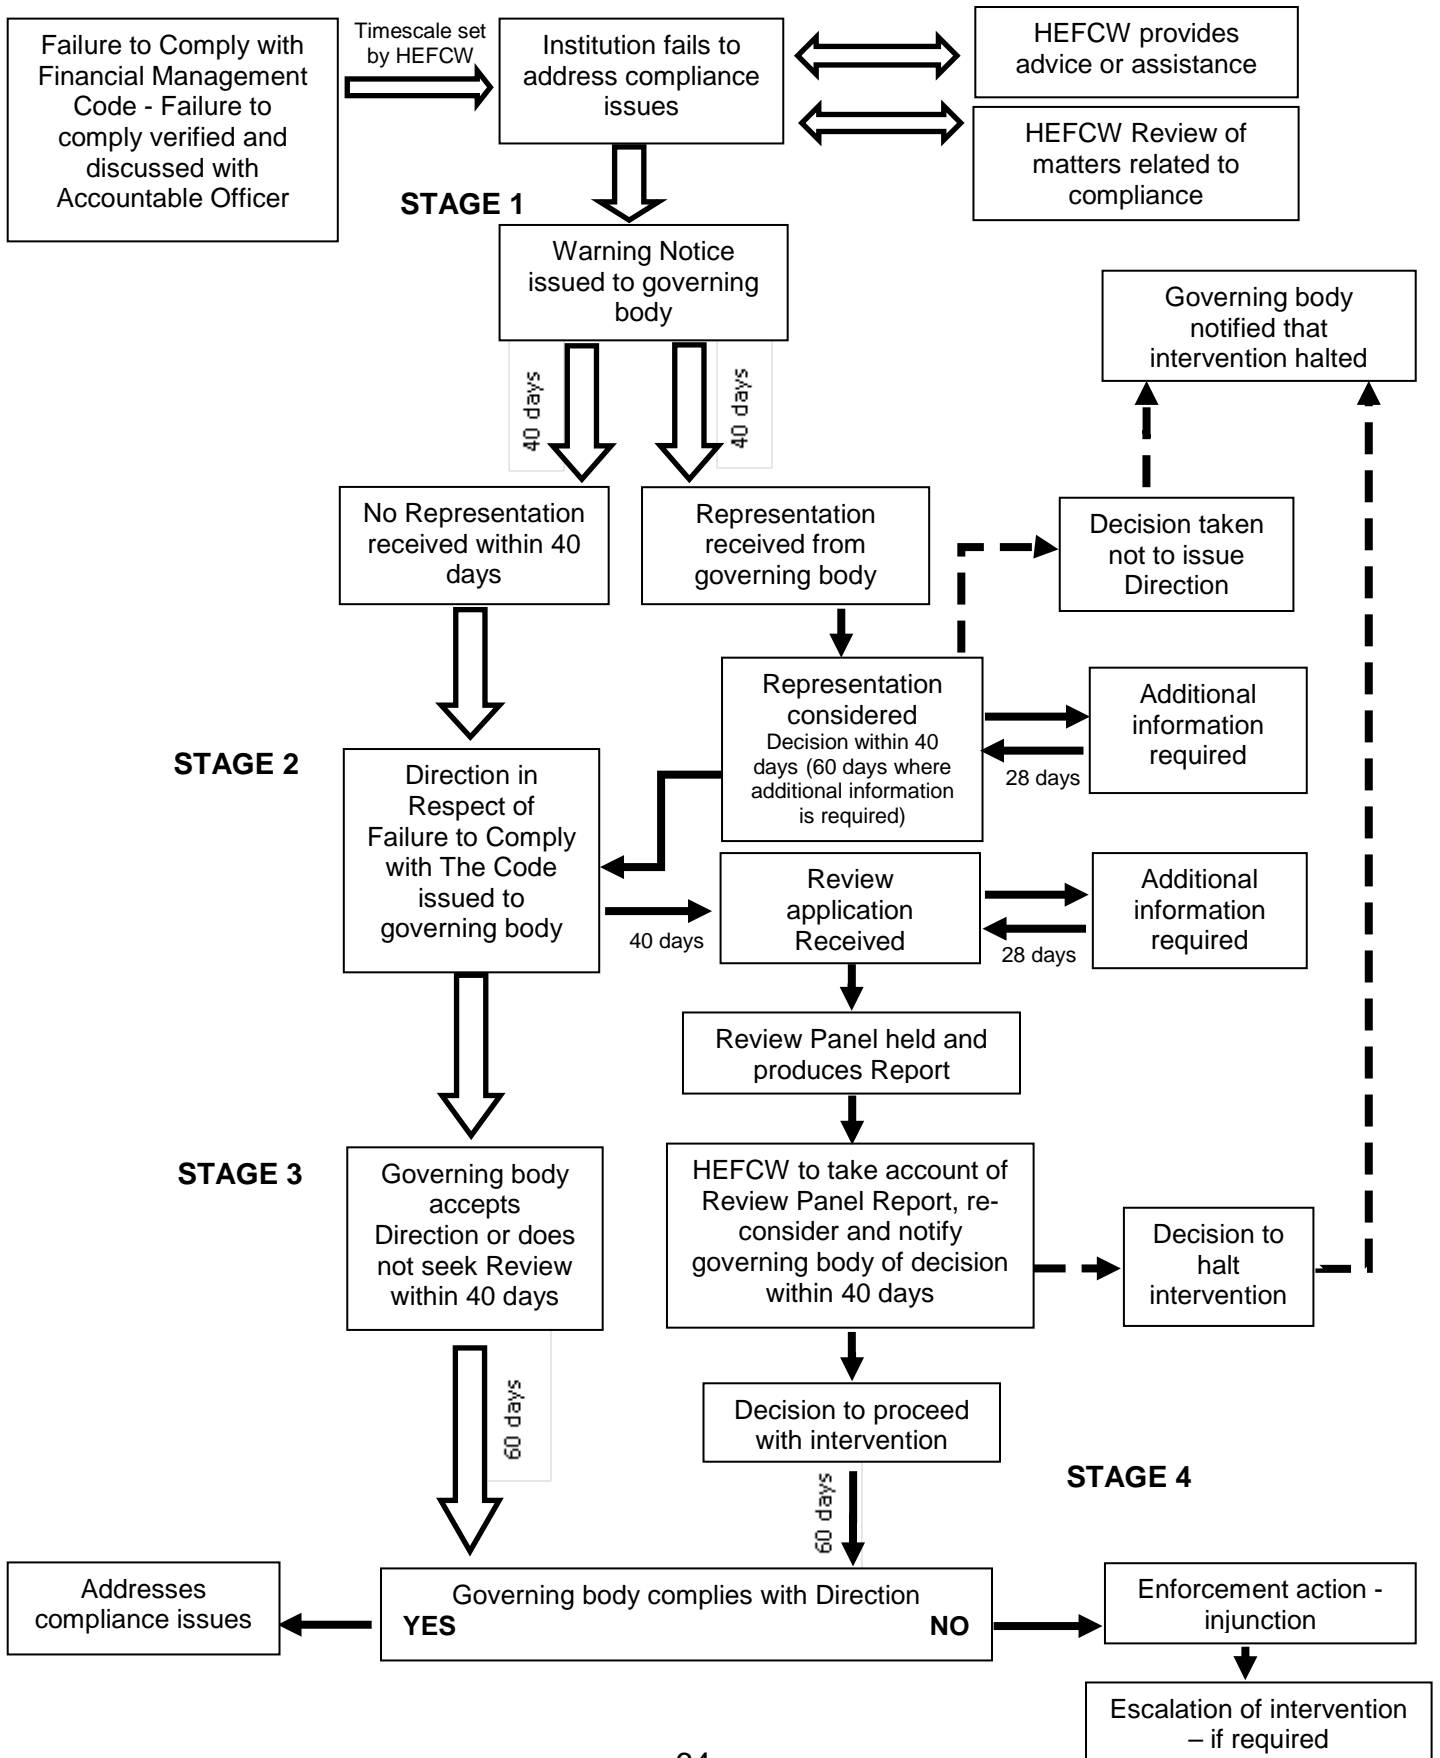 Failure to Comply with
Financial Management
Code - Failure to
comply verified and
discussed with
Accountable Officer
Timescale set
by HEFCW
Institution fails to
address compliance
issues
HEFCW provides
advice or assistance
HEFCW Review of
matters related to
compliance
STAGE 1
Warning Notice
issued to governing
body
Governing body
notified that
intervention halted
40 days
40 days
No Representation
received within 40
days
Representation
received from
governing body
Decision taken
not to issue
Direction
Representation
considered
Decision within 40
days (60 days where
additional information
is required)
Additional
information
required
28 days
STAGE 2
Direction in
Respect of
Failure to Comply
with The Code
issued to
governing body
40 days
Review
application
Received
Additional
information
required
28 days
Review Panel held and
produces Report
STAGE 3
Governing body
accepts
Direction or does
not seek Review
within 40 days
HEFCW to take account of
Review Panel Report, re-
consider and notify
governing body of decision
within 40 days
Decision to
halt
intervention
60 days
Decision to proceed
with intervention
60 days
STAGE 4
Addresses
compliance issues
Governing body complies with Direction
YES NO
Enforcement action -
injunction
Escalation of intervention
– if required